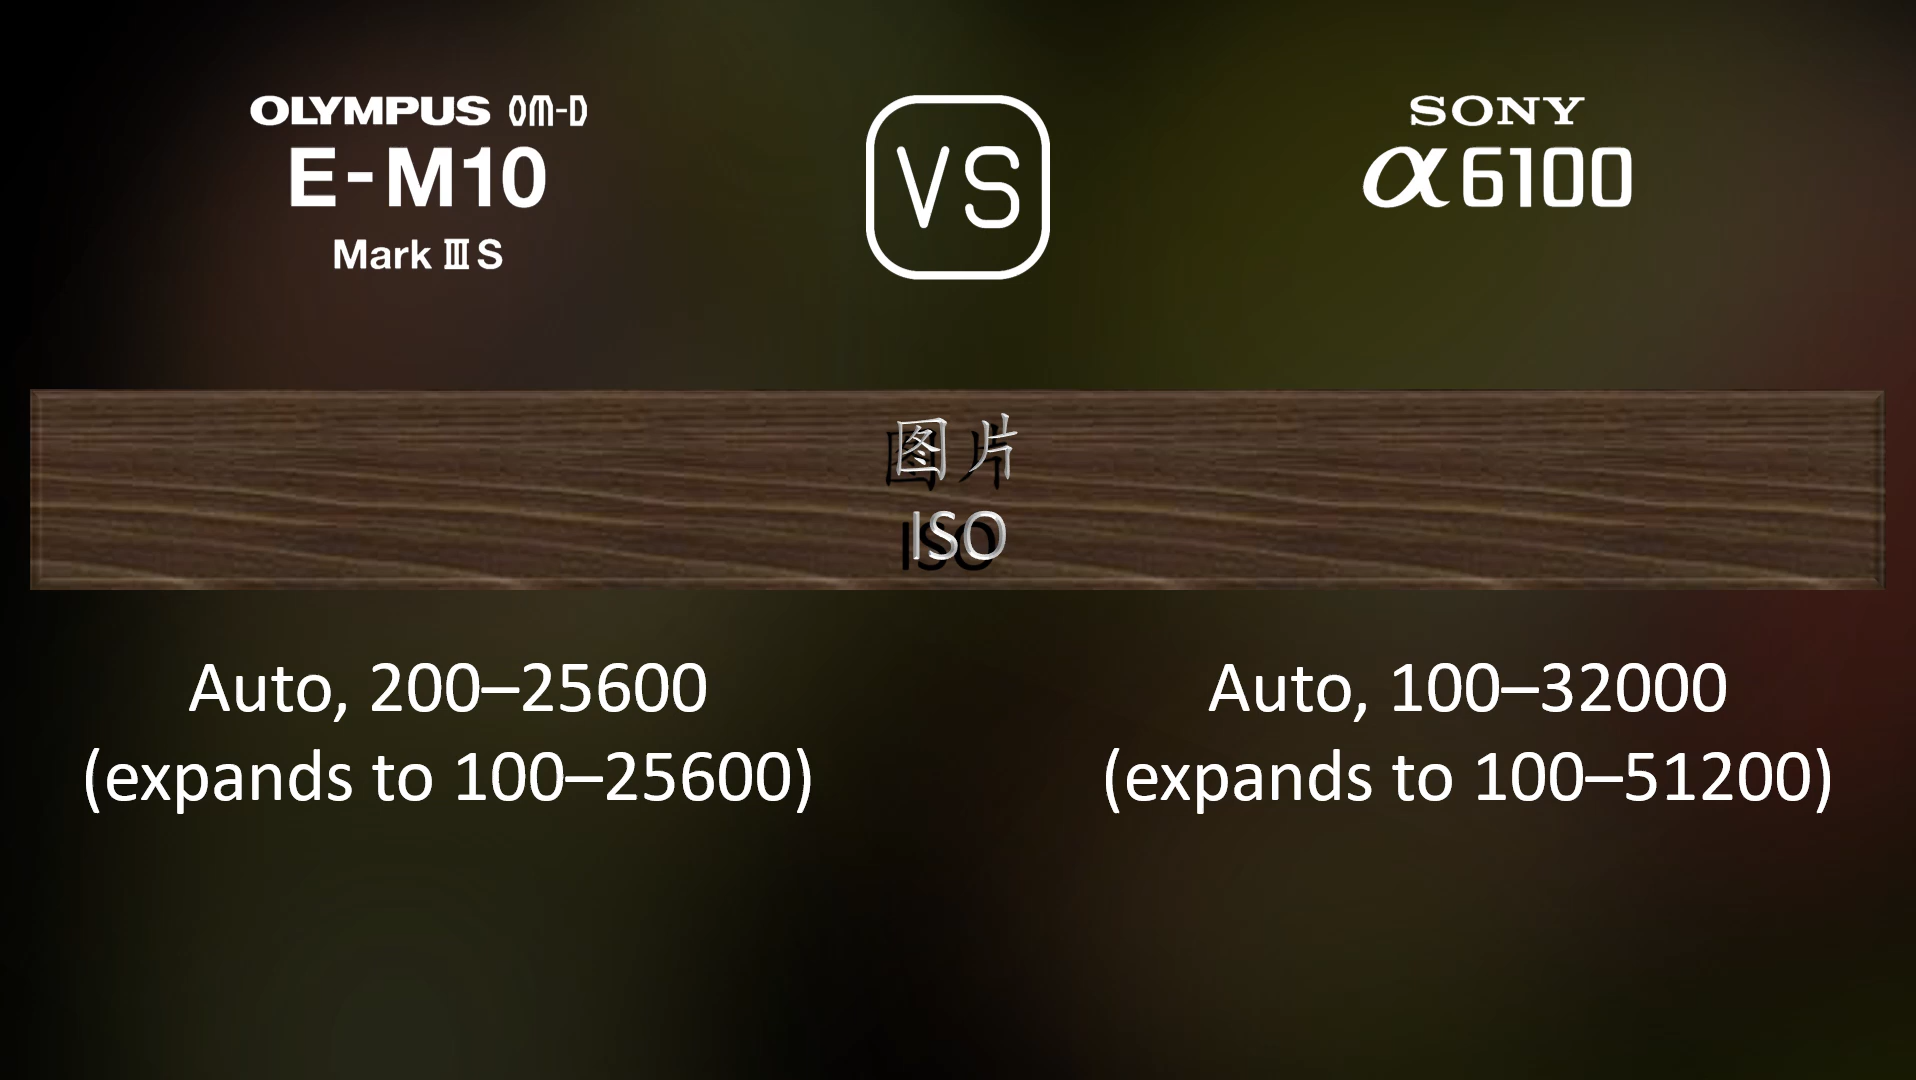 OLYMPUS OM-D
E-M10
Mark III S
VS
SONY
α6100
图片
ISO
Auto, 200–25600
(expands to 100–25600)
Auto, 100–32000
(expands to 100–51200)